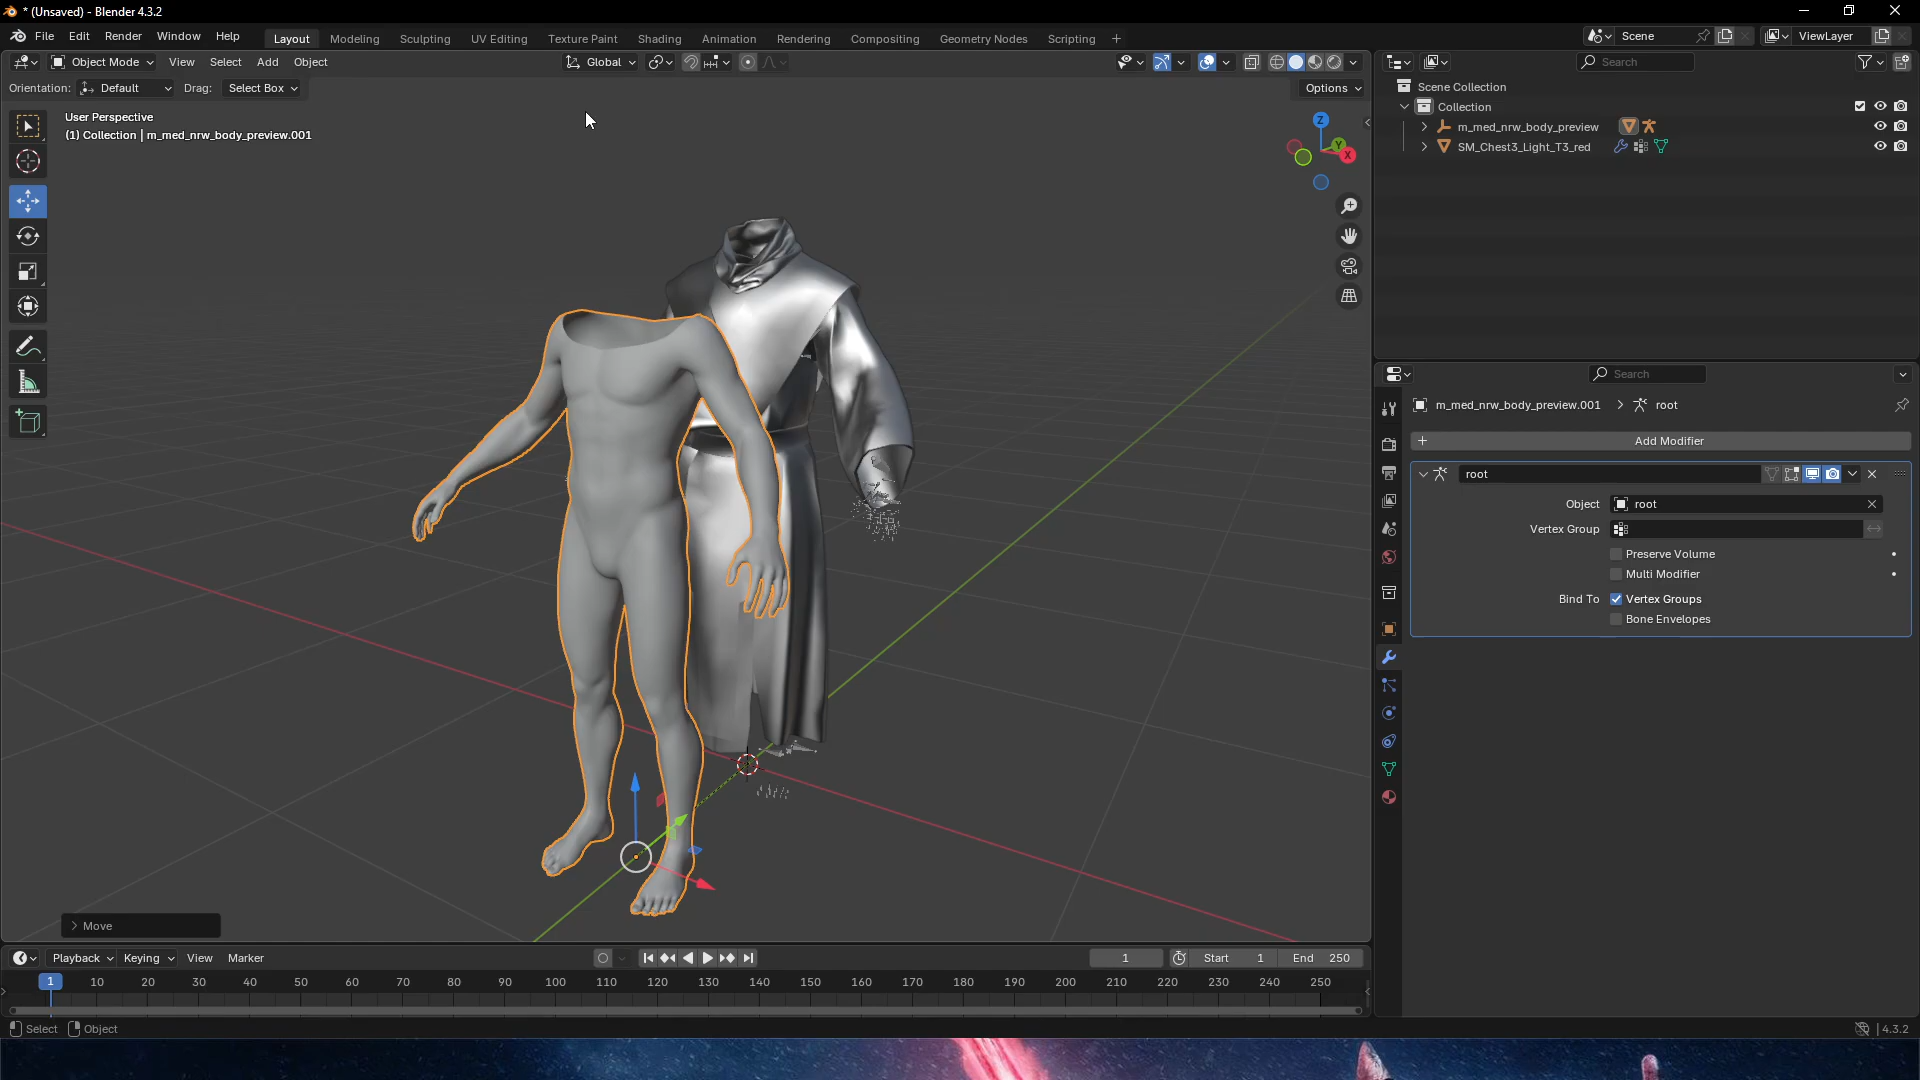 * (Unsaved) - Blender 4.3.2
File Edit Render Window Help Layout Modeling Sculpting UV Editing Texture Paint Shading Animation Rendering Compositing Geometry Nodes Scripting + Scene ViewLayer
Object Mode View Select Add Object Global
Orientation: Default Drag: Select Box Options
User Perspective
(1) Collection | m_med_nrw_body_preview.001
Z
Y
X
Move
Search
Scene Collection
Collection
m_med_nrw_body_preview
SM_Chest3_Light_T3_red
Search
m_med_nrw_body_preview.001 > root
+ Add Modifier
root
Object root
Vertex Group
Preserve Volume
Multi Modifier
Bind To Vertex Groups
Bone Envelopes
Playback Keying View Marker 1 Start 1 End 250
1 10 20 30 40 50 60 70 80 90 100 110 120 130 140 150 160 170 180 190 200 210 220 230 240 250
Select Object 4.3.2